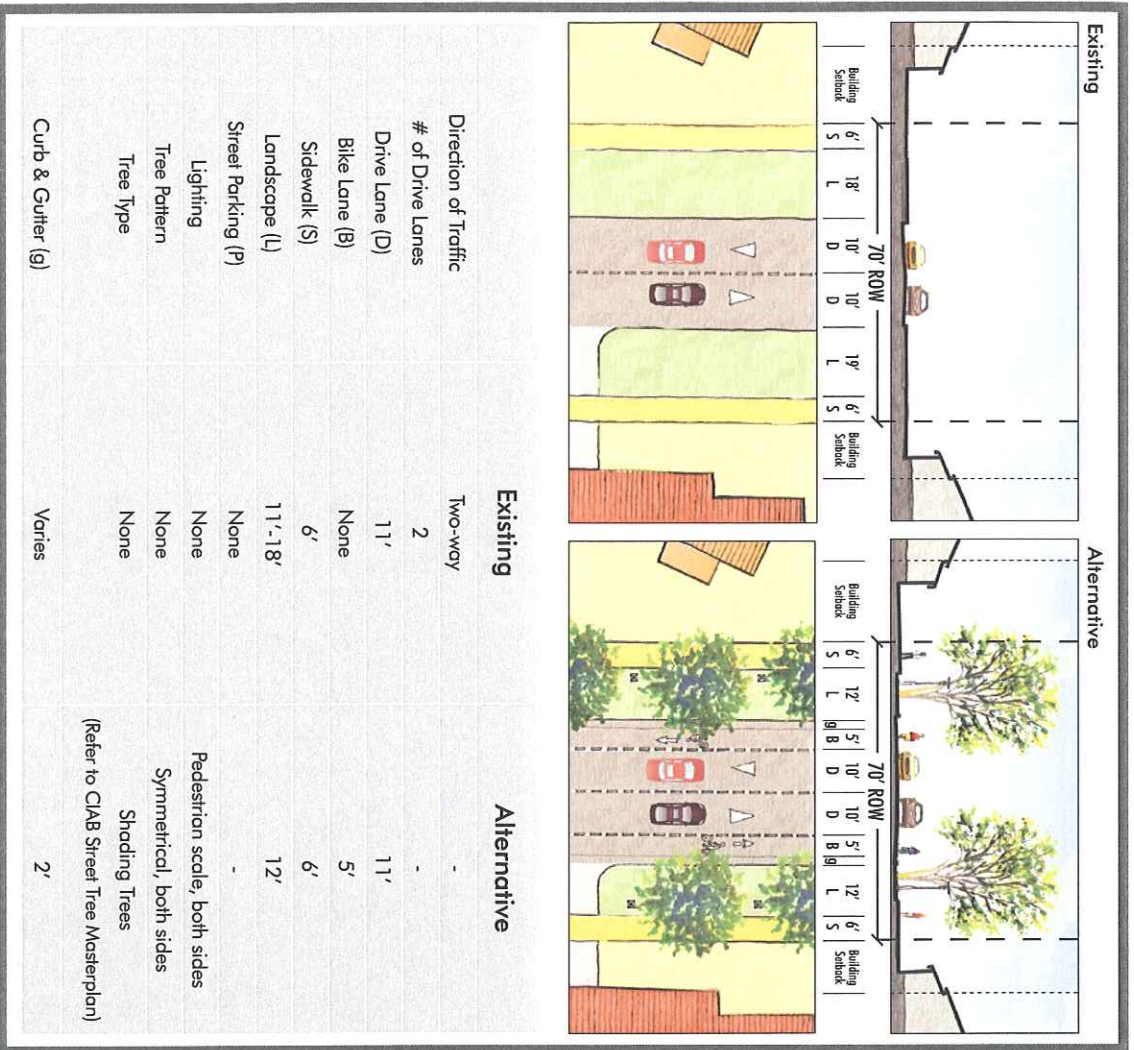 Existing
70' ROW
Building
Setback
6'
S
18'
L
10'
D
10'
D
19'
L
6'
S
Building
Setback
Alternative
70' ROW
Building
Setback
6'
S
12'
L
g
5'
B
10'
D
10'
D
5'
B
g
12'
L
6'
S
Building
Setback
Existing Alternative
Direction of Traffic Two-way -
# of Drive Lanes 2 -
Drive Lane (D) 11' 11'
Bike Lane (B) None 5'
Sidewalk (S) 6' 6'
Landscape (L) 11'-18' 12'
Street Parking (P) None -
Lighting None Pedestrian scale, both sides
Tree Pattern None Symmetrical, both sides
Tree Type None Shading Trees
(Refer to CIAB Street Tree Masterplan)
Curb & Gutter (g) Varies 2'